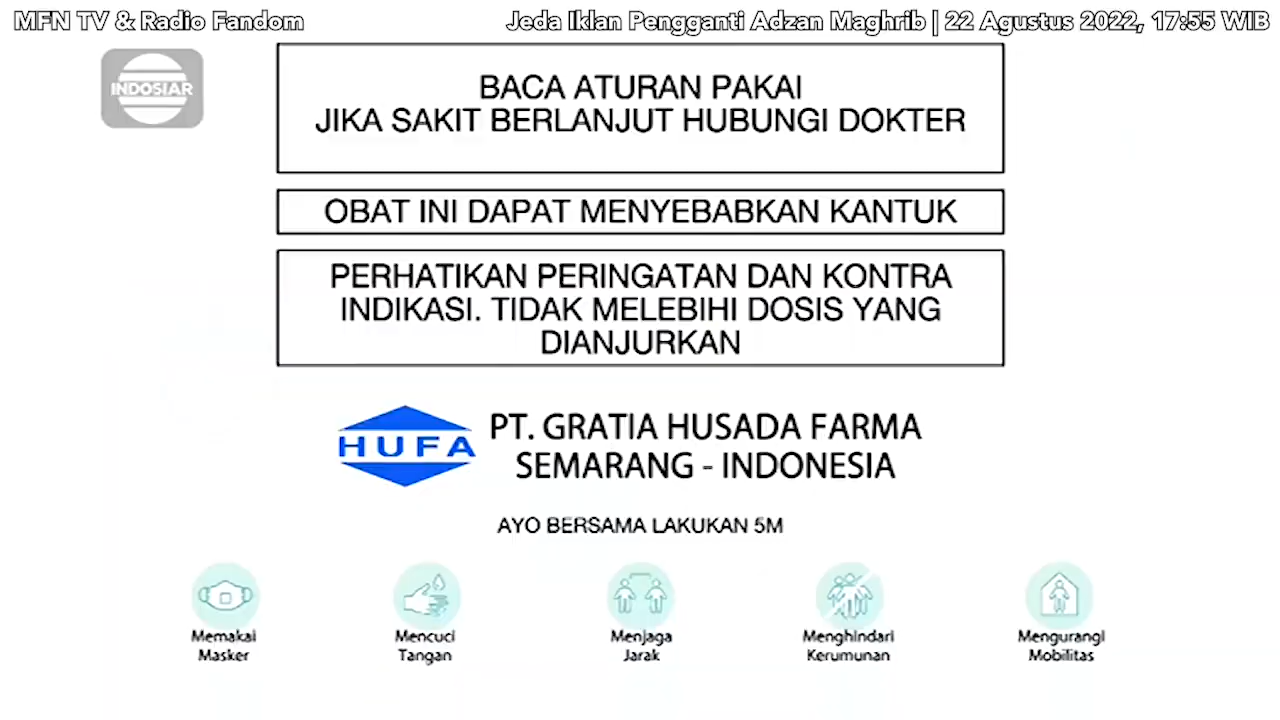 MFN TV & Radio Fandom
Jeda Iklan Pengganti Adzan Maghrib | 22 Agustus 2022, 17:55 WIB
INDOSIAR
BACA ATURAN PAKAI
JIKA SAKIT BERLANJUT HUBUNGI DOKTER
OBAT INI DAPAT MENYEBABKAN KANTUK
PERHATIKAN PERINGATAN DAN KONTRA
INDIKASI. TIDAK MELEBIHI DOSIS YANG
DIANJURKAN
HUFA
PT. GRATIA HUSADA FARMA
SEMARANG - INDONESIA
AYO BERSAMA LAKUKAN 5M
Memakai
Masker
Mencuci
Tangan
Menjaga
Jarak
Menghindari
Kerumunan
Mengurangi
Mobilitas